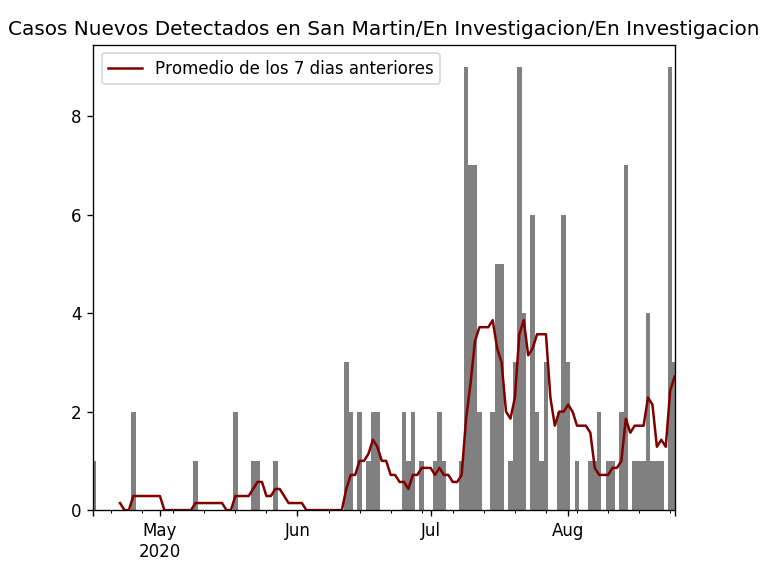 Casos Nuevos Detectados en San Martin/En Investigacion/En Investigacion
Promedio de los 7 dias anteriores
8
6
4
2
0
May
2020
Jun
Jul
Aug